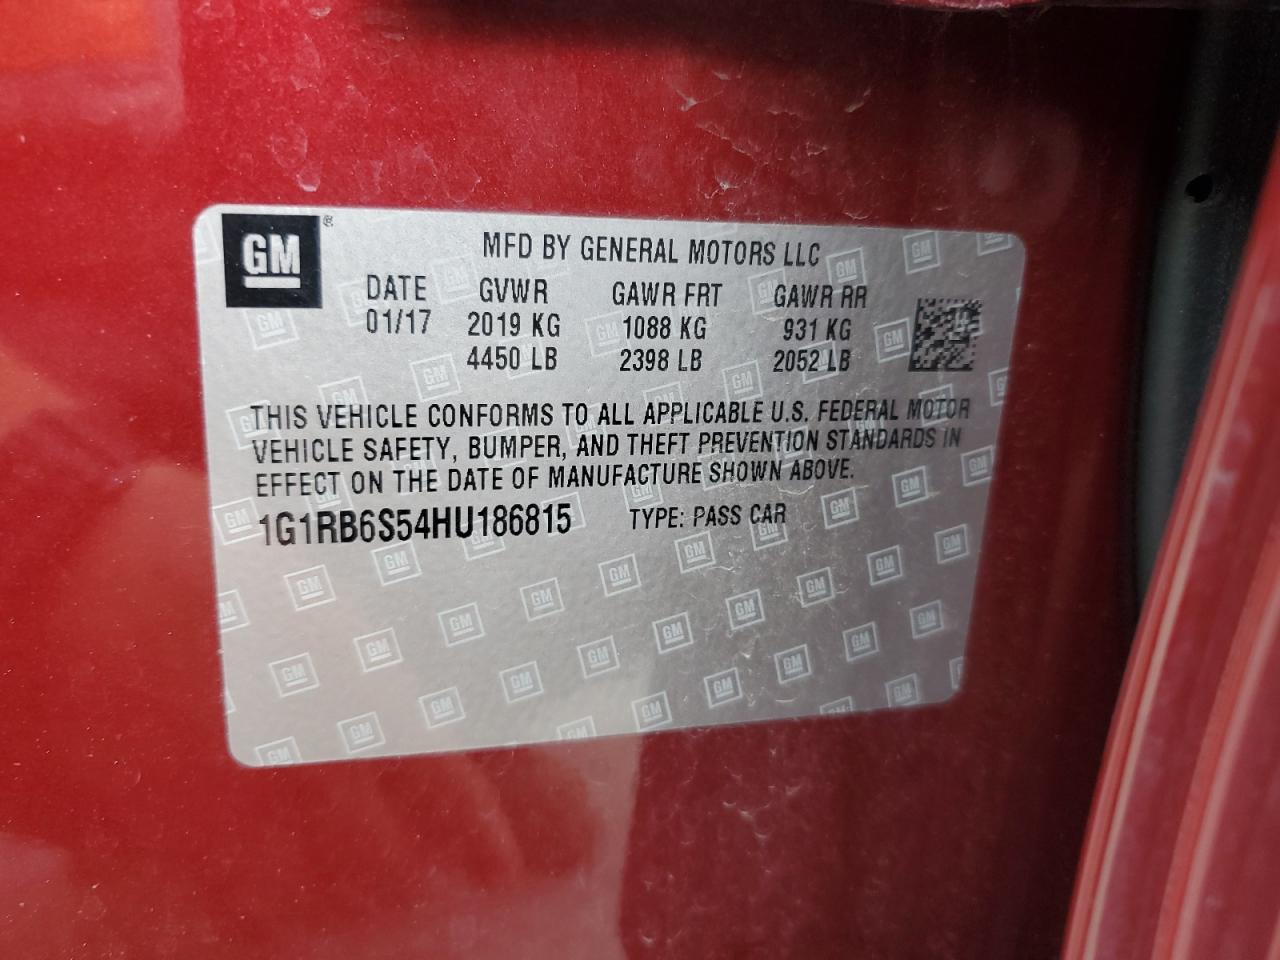 GM ®
MFD BY GENERAL MOTORS LLC
DATE GVWR GAWR FRT GAWR RR
01/17 2019 KG 1088 KG 931 KG
4450 LB 2398 LB 2052 LB
THIS VEHICLE CONFORMS TO ALL APPLICABLE U.S. FEDERAL MOTOR
VEHICLE SAFETY, BUMPER, AND THEFT PREVENTION STANDARDS IN
EFFECT ON THE DATE OF MANUFACTURE SHOWN ABOVE.
1G1RB6S54HU186815 TYPE: PASS CAR